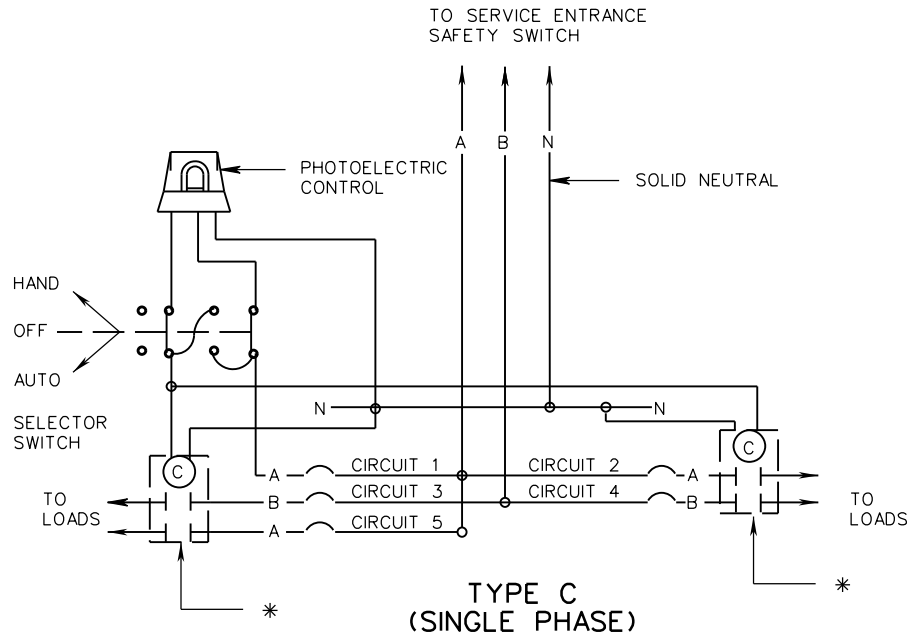 TO SERVICE ENTRANCE
SAFETY SWITCH
A B N
PHOTOELECTRIC
CONTROL
SOLID NEUTRAL
HAND
OFF
AUTO
SELECTOR
SWITCH
N N
C
C
A CIRCUIT 1 CIRCUIT 2 A
B CIRCUIT 3 CIRCUIT 4 B
A CIRCUIT 5
TO
LOADS
TO
LOADS
*
*
TYPE C
(SINGLE PHASE)